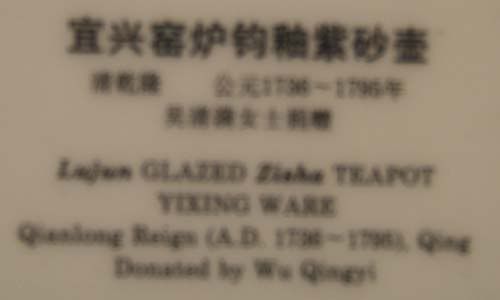 宜兴窑炉钧釉紫砂壶
清乾隆 公元1736~1795年
吴清漪女士捐赠
Lujun GLAZED Zisha TEAPOT
YIXING WARE
Qianlong Reign (A.D. 1736~1795), Qing
Donated by Wu Qingyi